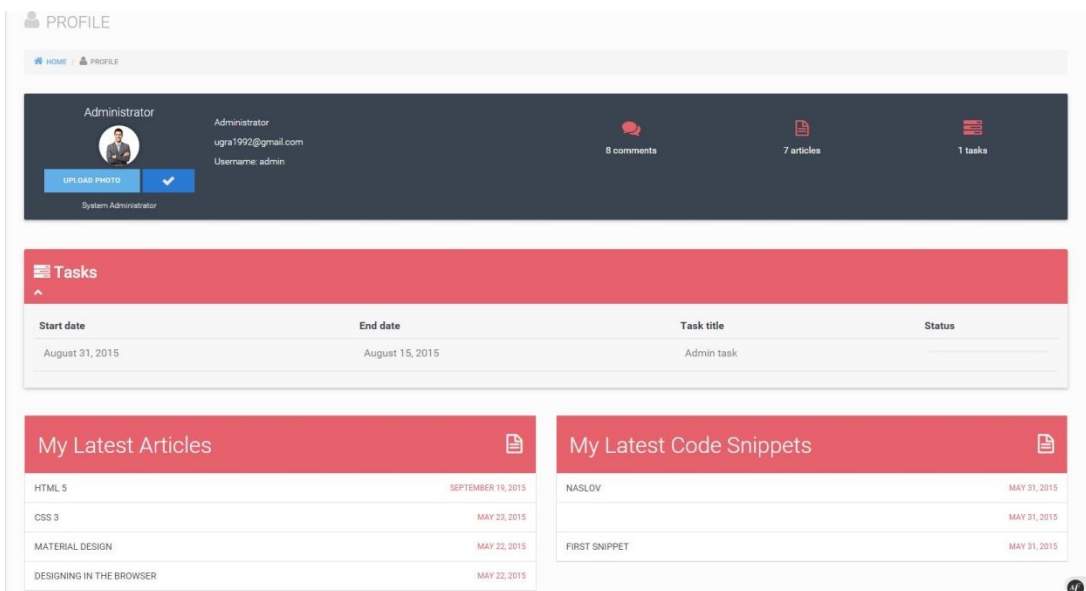 PROFILE
HOME / PROFILE
Administrator
UPLOAD PHOTO
System Administrator
Administrator
ugra1992@gmail.com
Username: admin
8 comments
7 articles
1 tasks
Tasks
Start date End date Task title Status
August 31, 2015 August 15, 2015 Admin task
My Latest Articles
HTML 5 SEPTEMBER 19, 2015
CSS 3 MAY 23, 2015
MATERIAL DESIGN MAY 22, 2015
DESIGNING IN THE BROWSER MAY 22, 2015
My Latest Code Snippets
NASLOV MAY 31, 2015
MAY 31, 2015
FIRST SNIPPET MAY 31, 2015
sf